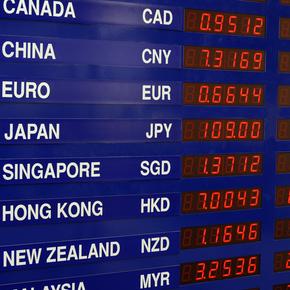 CANADA CAD 0.9512
CHINA CNY 7.3169
EURO EUR 0.6644
JAPAN JPY 109.00
SINGAPORE SGD 1.3712
HONG KONG HKD 7.0043
NEW ZEALAND NZD 1.1646
MALAYSIA MYR 3.2536